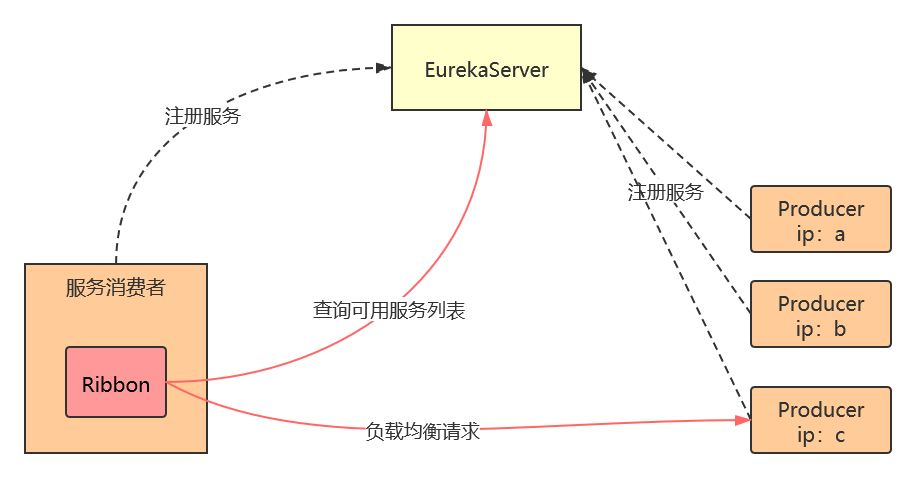 EurekaServer
注册服务
注册服务
Producer
ip：a
服务消费者
查询可用服务列表
Producer
ip：b
Ribbon
负载均衡请求
Producer
ip：c